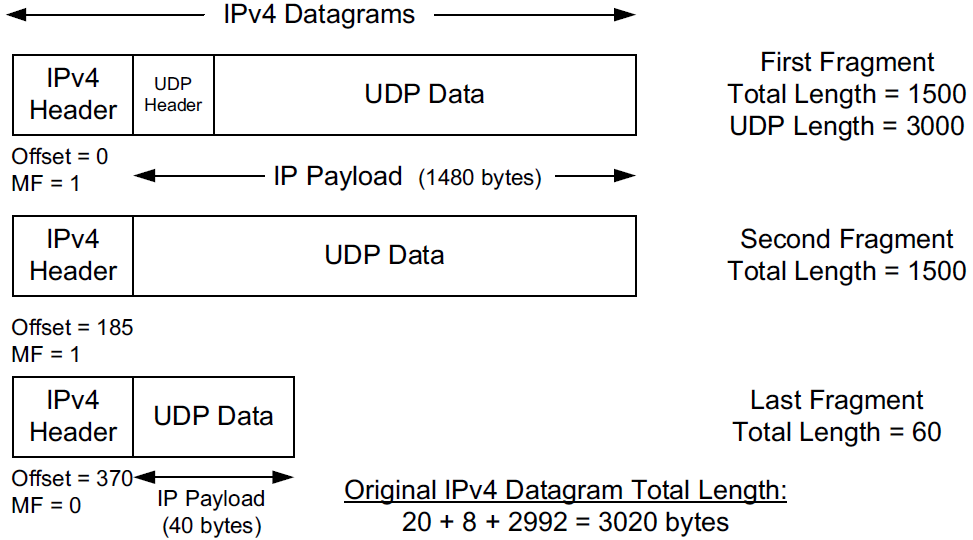 IPv4 Datagrams
IPv4
Header
UDP
Header
UDP Data
First Fragment
Total Length = 1500
UDP Length = 3000
Offset = 0
MF = 1
IP Payload (1480 bytes)
IPv4
Header
UDP Data
Second Fragment
Total Length = 1500
Offset = 185
MF = 1
IPv4
Header
UDP Data
Last Fragment
Total Length = 60
Offset = 370
MF = 0
IP Payload
(40 bytes)
Original IPv4 Datagram Total Length:
20 + 8 + 2992 = 3020 bytes